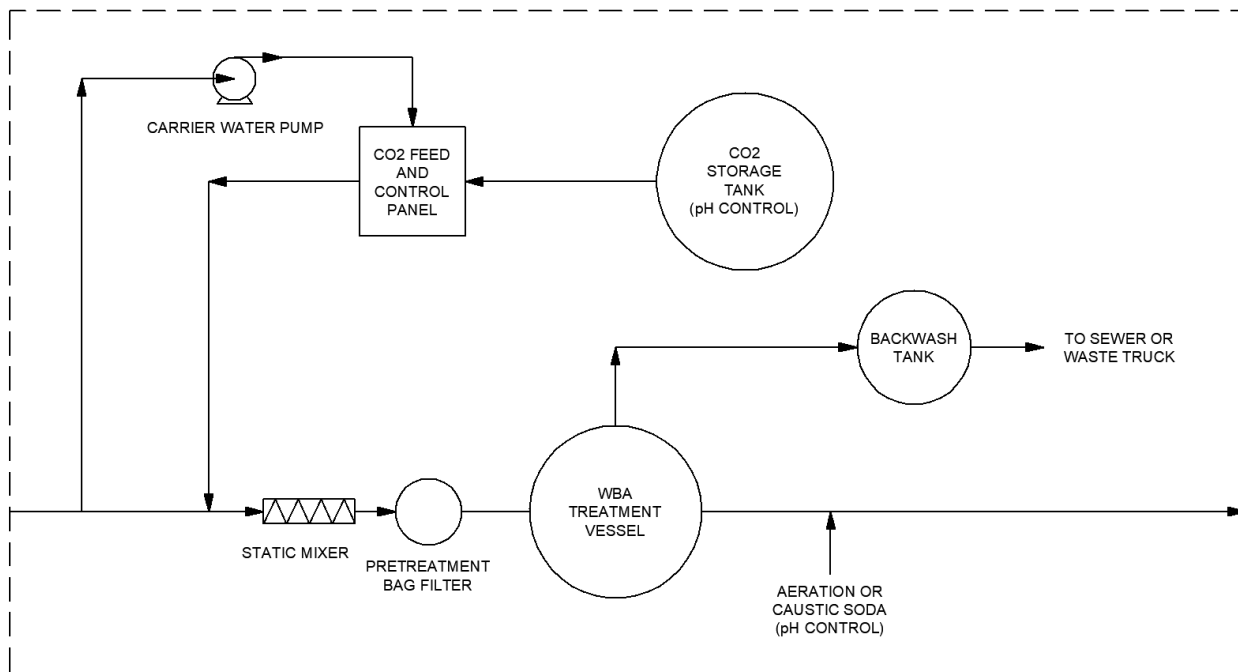 CARRIER WATER PUMP
CO2 FEED
AND
CONTROL
PANEL
CO2
STORAGE
TANK
(pH CONTROL)
BACKWASH
TANK
TO SEWER OR
WASTE TRUCK
WBA
TREATMENT
VESSEL
STATIC MIXER
PRETREATMENT
BAG FILTER
AERATION OR
CAUSTIC SODA
(pH CONTROL)